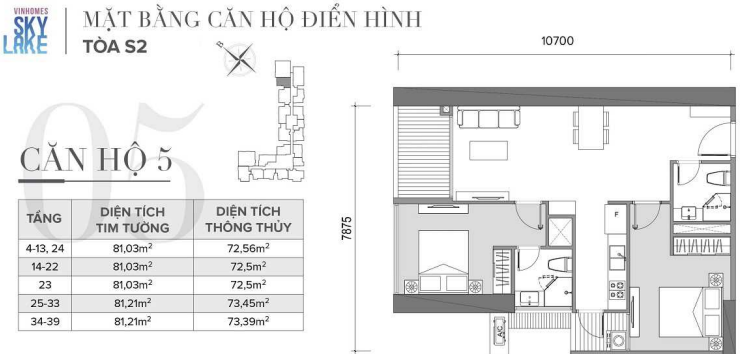 VINHOMES
SKY
LAKE
MẶT BẰNG CĂN HỘ ĐIỂN HÌNH
TÒA S2
B
10700
05
CĂN HỘ 5
7875
TẦNG DIỆN TÍCH TIM TƯỜNG DIỆN TÍCH THÔNG THỦY
4-13, 24 81,03m² 72,56m²
14-22 81,03m² 72,5m²
23 81,03m² 72,5m²
25-33 81,21m² 73,45m²
34-39 81,21m² 73,39m²
F
A/C